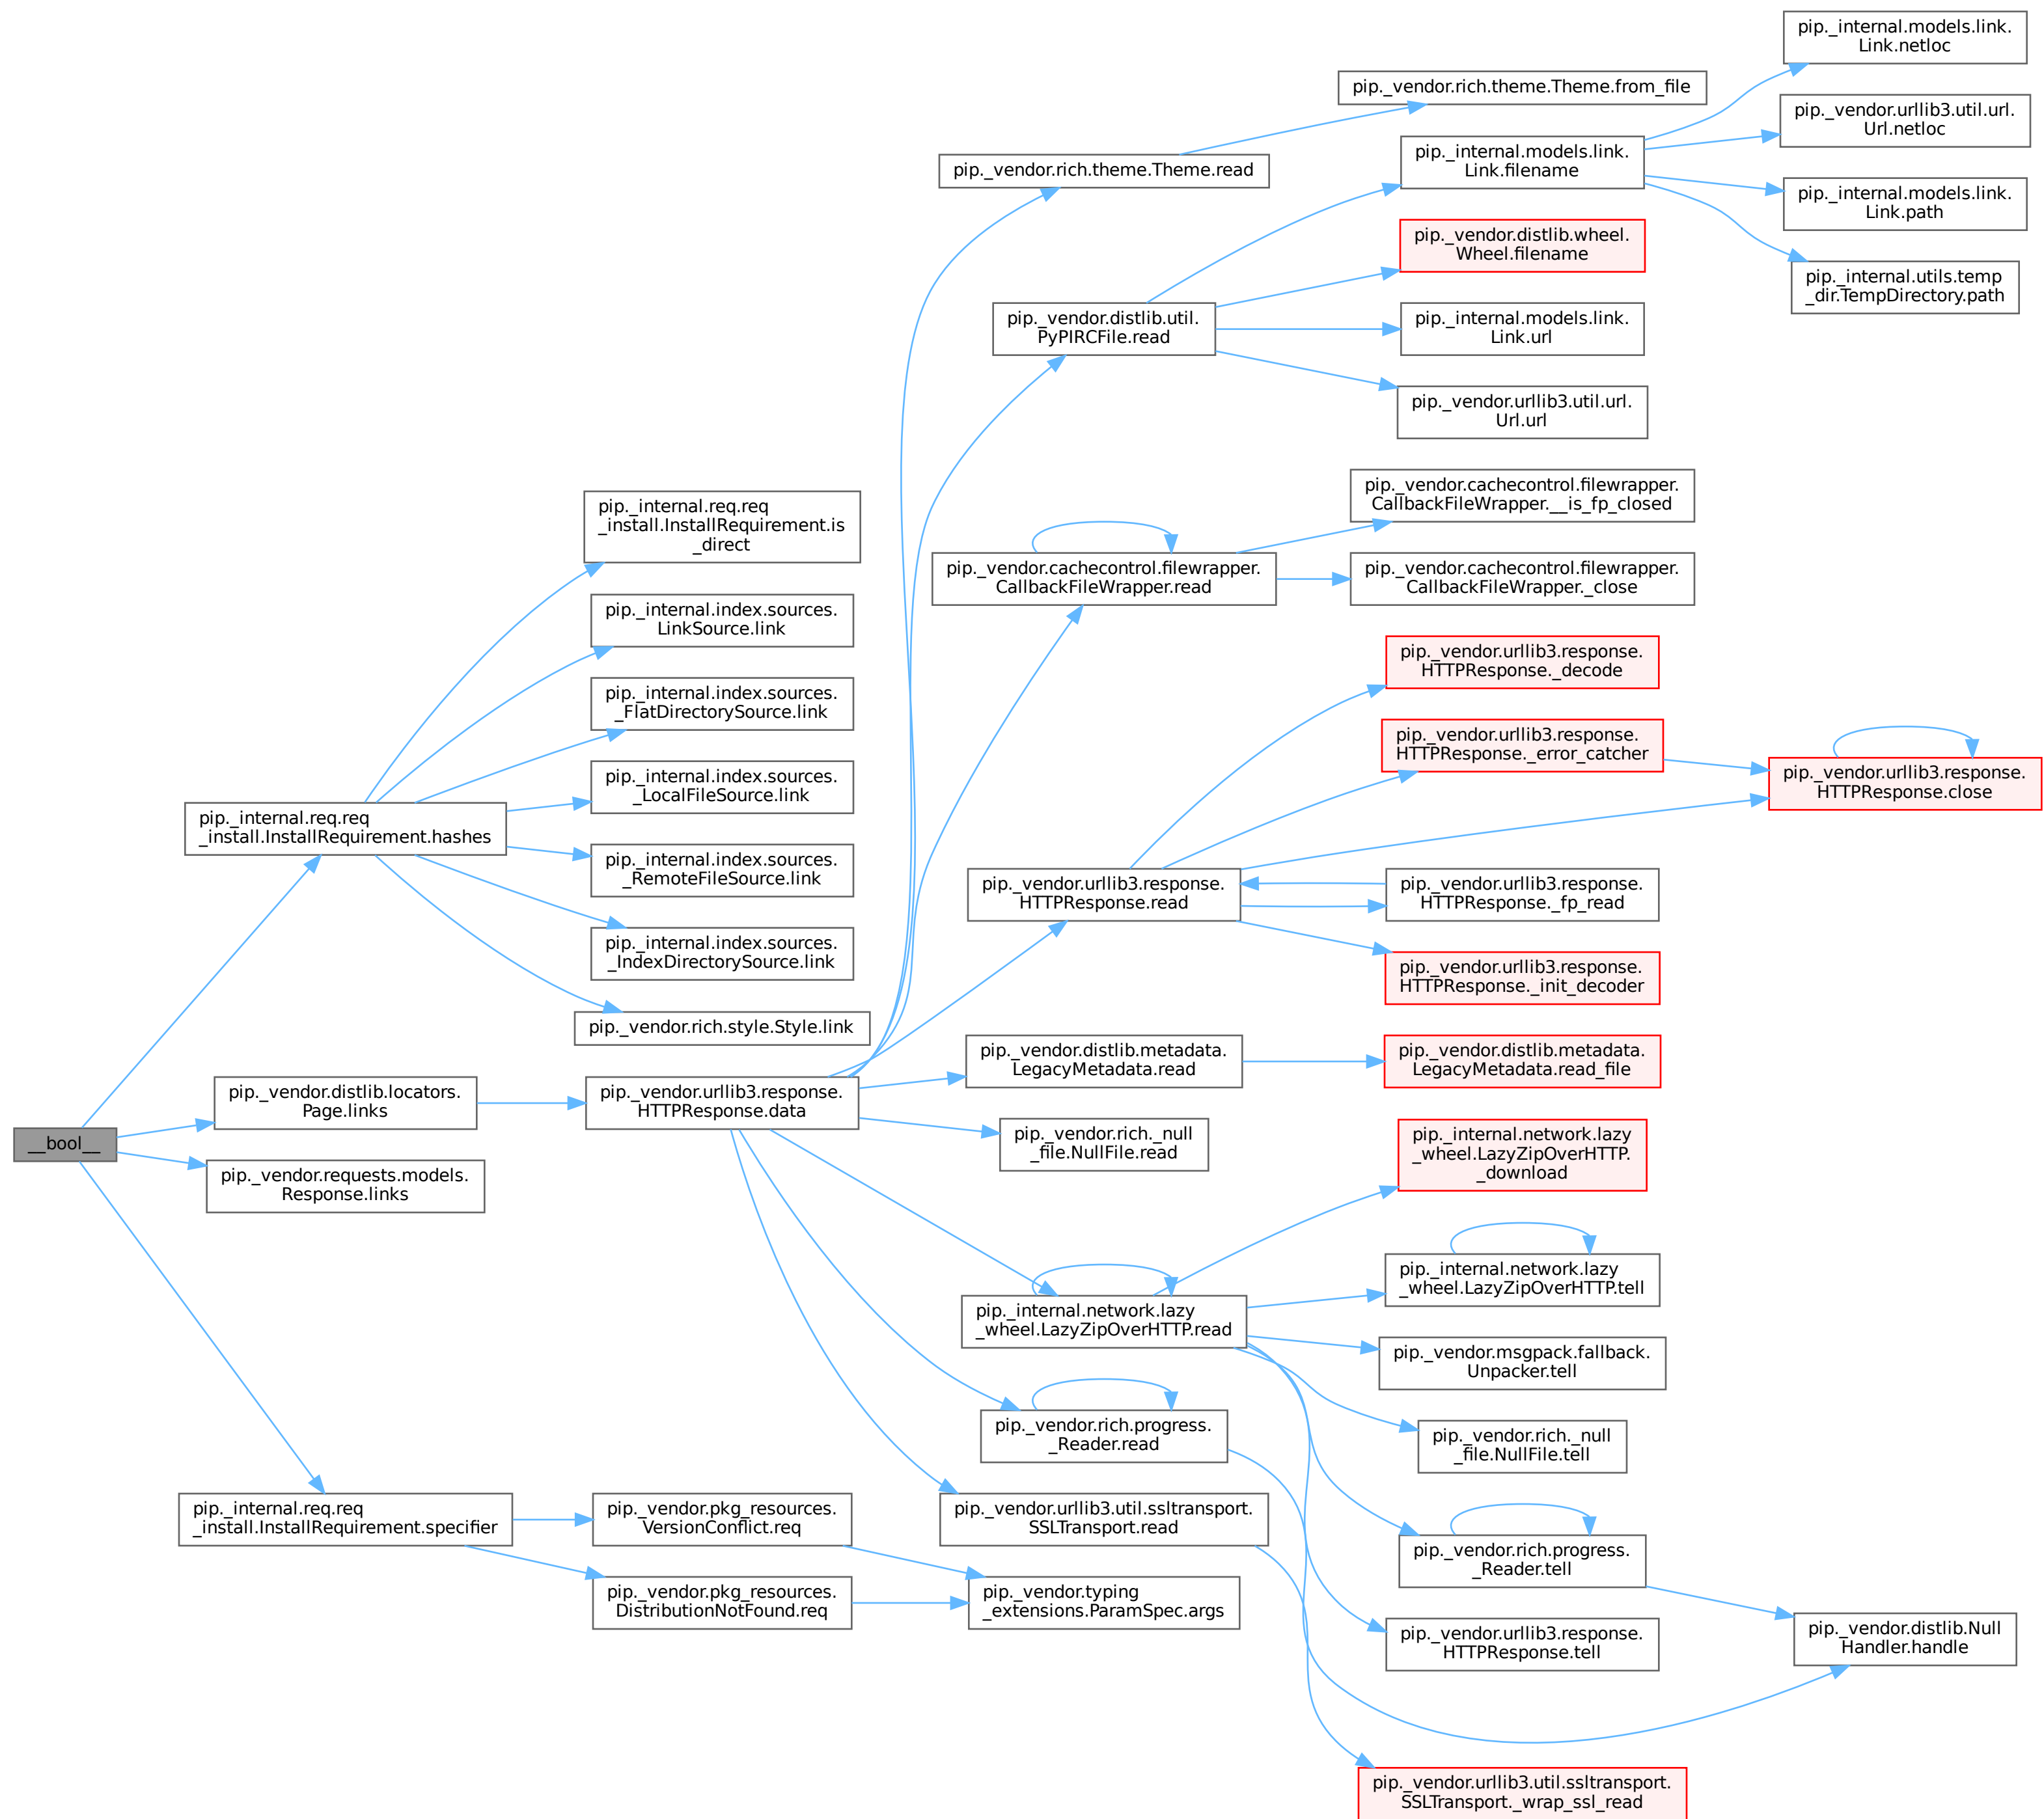 __bool__
pip._internal.req.req
_install.InstallRequirement.hashes
pip._vendor.distlib.locators.
Page.links
pip._vendor.requests.models.
Response.links
pip._internal.req.req
_install.InstallRequirement.specifier
pip._internal.req.req
_install.InstallRequirement.is
_direct
pip._internal.index.sources.
LinkSource.link
pip._internal.index.sources.
_FlatDirectorySource.link
pip._internal.index.sources.
_LocalFileSource.link
pip._internal.index.sources.
_RemoteFileSource.link
pip._internal.index.sources.
_IndexDirectorySource.link
pip._vendor.rich.style.Style.link
pip._vendor.urllib3.response.
HTTPResponse.data
pip._vendor.pkg_resources.
VersionConflict.req
pip._vendor.pkg_resources.
DistributionNotFound.req
pip._vendor.rich.theme.Theme.read
pip._vendor.distlib.util.
PyPIRCFile.read
pip._vendor.cachecontrol.filewrapper.
CallbackFileWrapper.read
pip._vendor.urllib3.response.
HTTPResponse.read
pip._vendor.distlib.metadata.
LegacyMetadata.read
pip._vendor.rich._null
_file.NullFile.read
pip._internal.network.lazy
_wheel.LazyZipOverHTTP.read
pip._vendor.rich.progress.
_Reader.read
pip._vendor.urllib3.util.ssltransport.
SSLTransport.read
pip._vendor.typing
_extensions.ParamSpec.args
pip._vendor.rich.theme.Theme.from_file
pip._internal.models.link.
Link.filename
pip._vendor.distlib.wheel.
Wheel.filename
pip._internal.models.link.
Link.url
pip._vendor.urllib3.util.url.
Url.url
pip._vendor.cachecontrol.filewrapper.
CallbackFileWrapper.__is_fp_closed
pip._vendor.cachecontrol.filewrapper.
CallbackFileWrapper._close
pip._vendor.urllib3.response.
HTTPResponse._decode
pip._vendor.urllib3.response.
HTTPResponse._error_catcher
pip._vendor.urllib3.response.
HTTPResponse._fp_read
pip._vendor.urllib3.response.
HTTPResponse._init_decoder
pip._vendor.distlib.metadata.
LegacyMetadata.read_file
pip._internal.network.lazy
_wheel.LazyZipOverHTTP.
_download
pip._internal.network.lazy
_wheel.LazyZipOverHTTP.tell
pip._vendor.msgpack.fallback.
Unpacker.tell
pip._vendor.rich._null
_file.NullFile.tell
pip._vendor.rich.progress.
_Reader.tell
pip._vendor.urllib3.response.
HTTPResponse.tell
pip._vendor.urllib3.util.ssltransport.
SSLTransport._wrap_ssl_read
pip._internal.models.link.
Link.netloc
pip._vendor.urllib3.util.url.
Url.netloc
pip._internal.models.link.
Link.path
pip._internal.utils.temp
_dir.TempDirectory.path
pip._vendor.urllib3.response.
HTTPResponse.close
pip._vendor.distlib.Null
Handler.handle